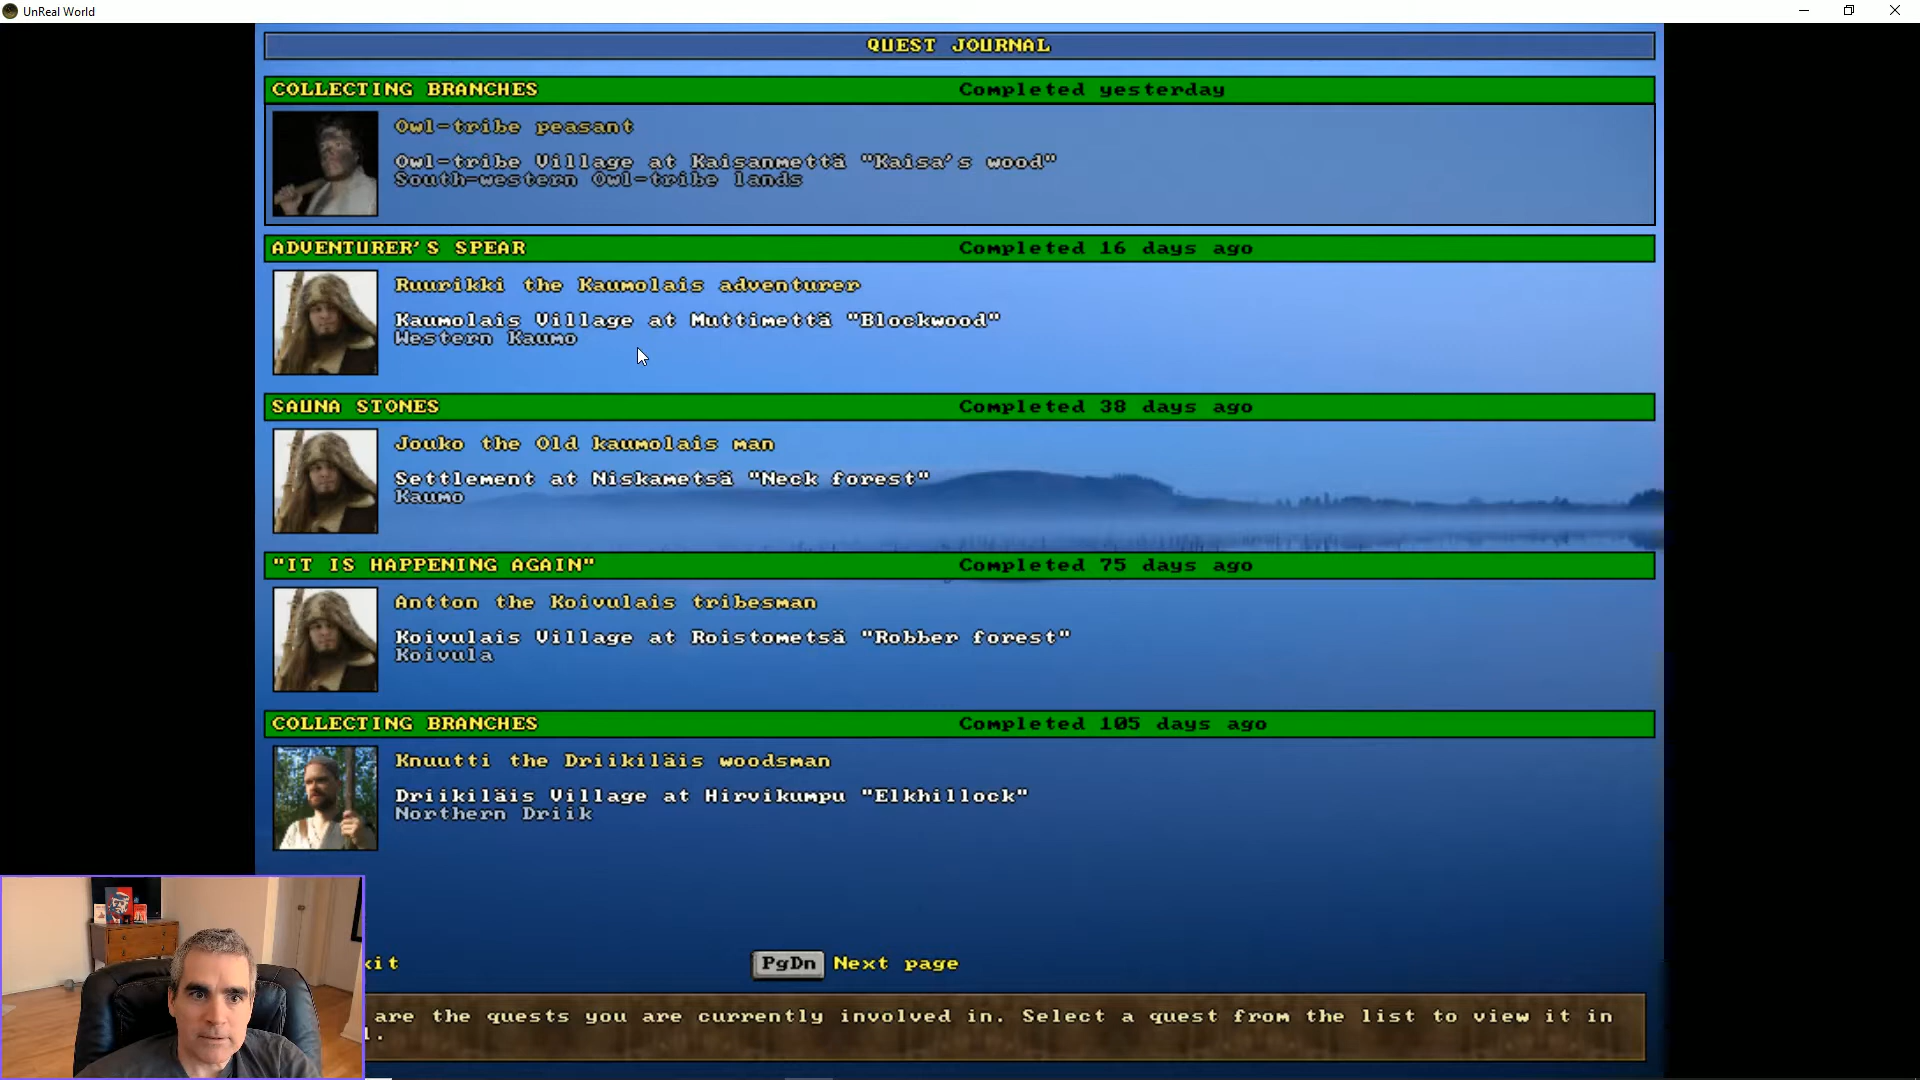 UnReal World
QUEST JOURNAL
COLLECTING BRANCHES Completed yesterday
Owl-tribe peasant
Owl-tribe Village at Kaisanmettä "Kaisa's wood"
South-western Owl-tribe lands
ADVENTURER'S SPEAR Completed 16 days ago
Ruurikki the Kaumolais adventurer
Kaumolais Village at Muttimettä "Blockwood"
Western Kaumo
SAUNA STONES Completed 38 days ago
Jouko the Old kaumolais man
Settlement at Niskametsä "Neck forest"
Kaumo
"IT IS HAPPENING AGAIN" Completed 75 days ago
Antton the Koivulais tribesman
Koivulais Village at Roistometsä "Robber forest"
Koivula
COLLECTING BRANCHES Completed 105 days ago
Knuutti the Driikiläis woodsman
Driikiläis Village at Hirvikumpu "Elkhillock"
Northern Driik
xit PgDn Next page
are the quests you are currently involved in. Select a quest from the list to view it in
l.